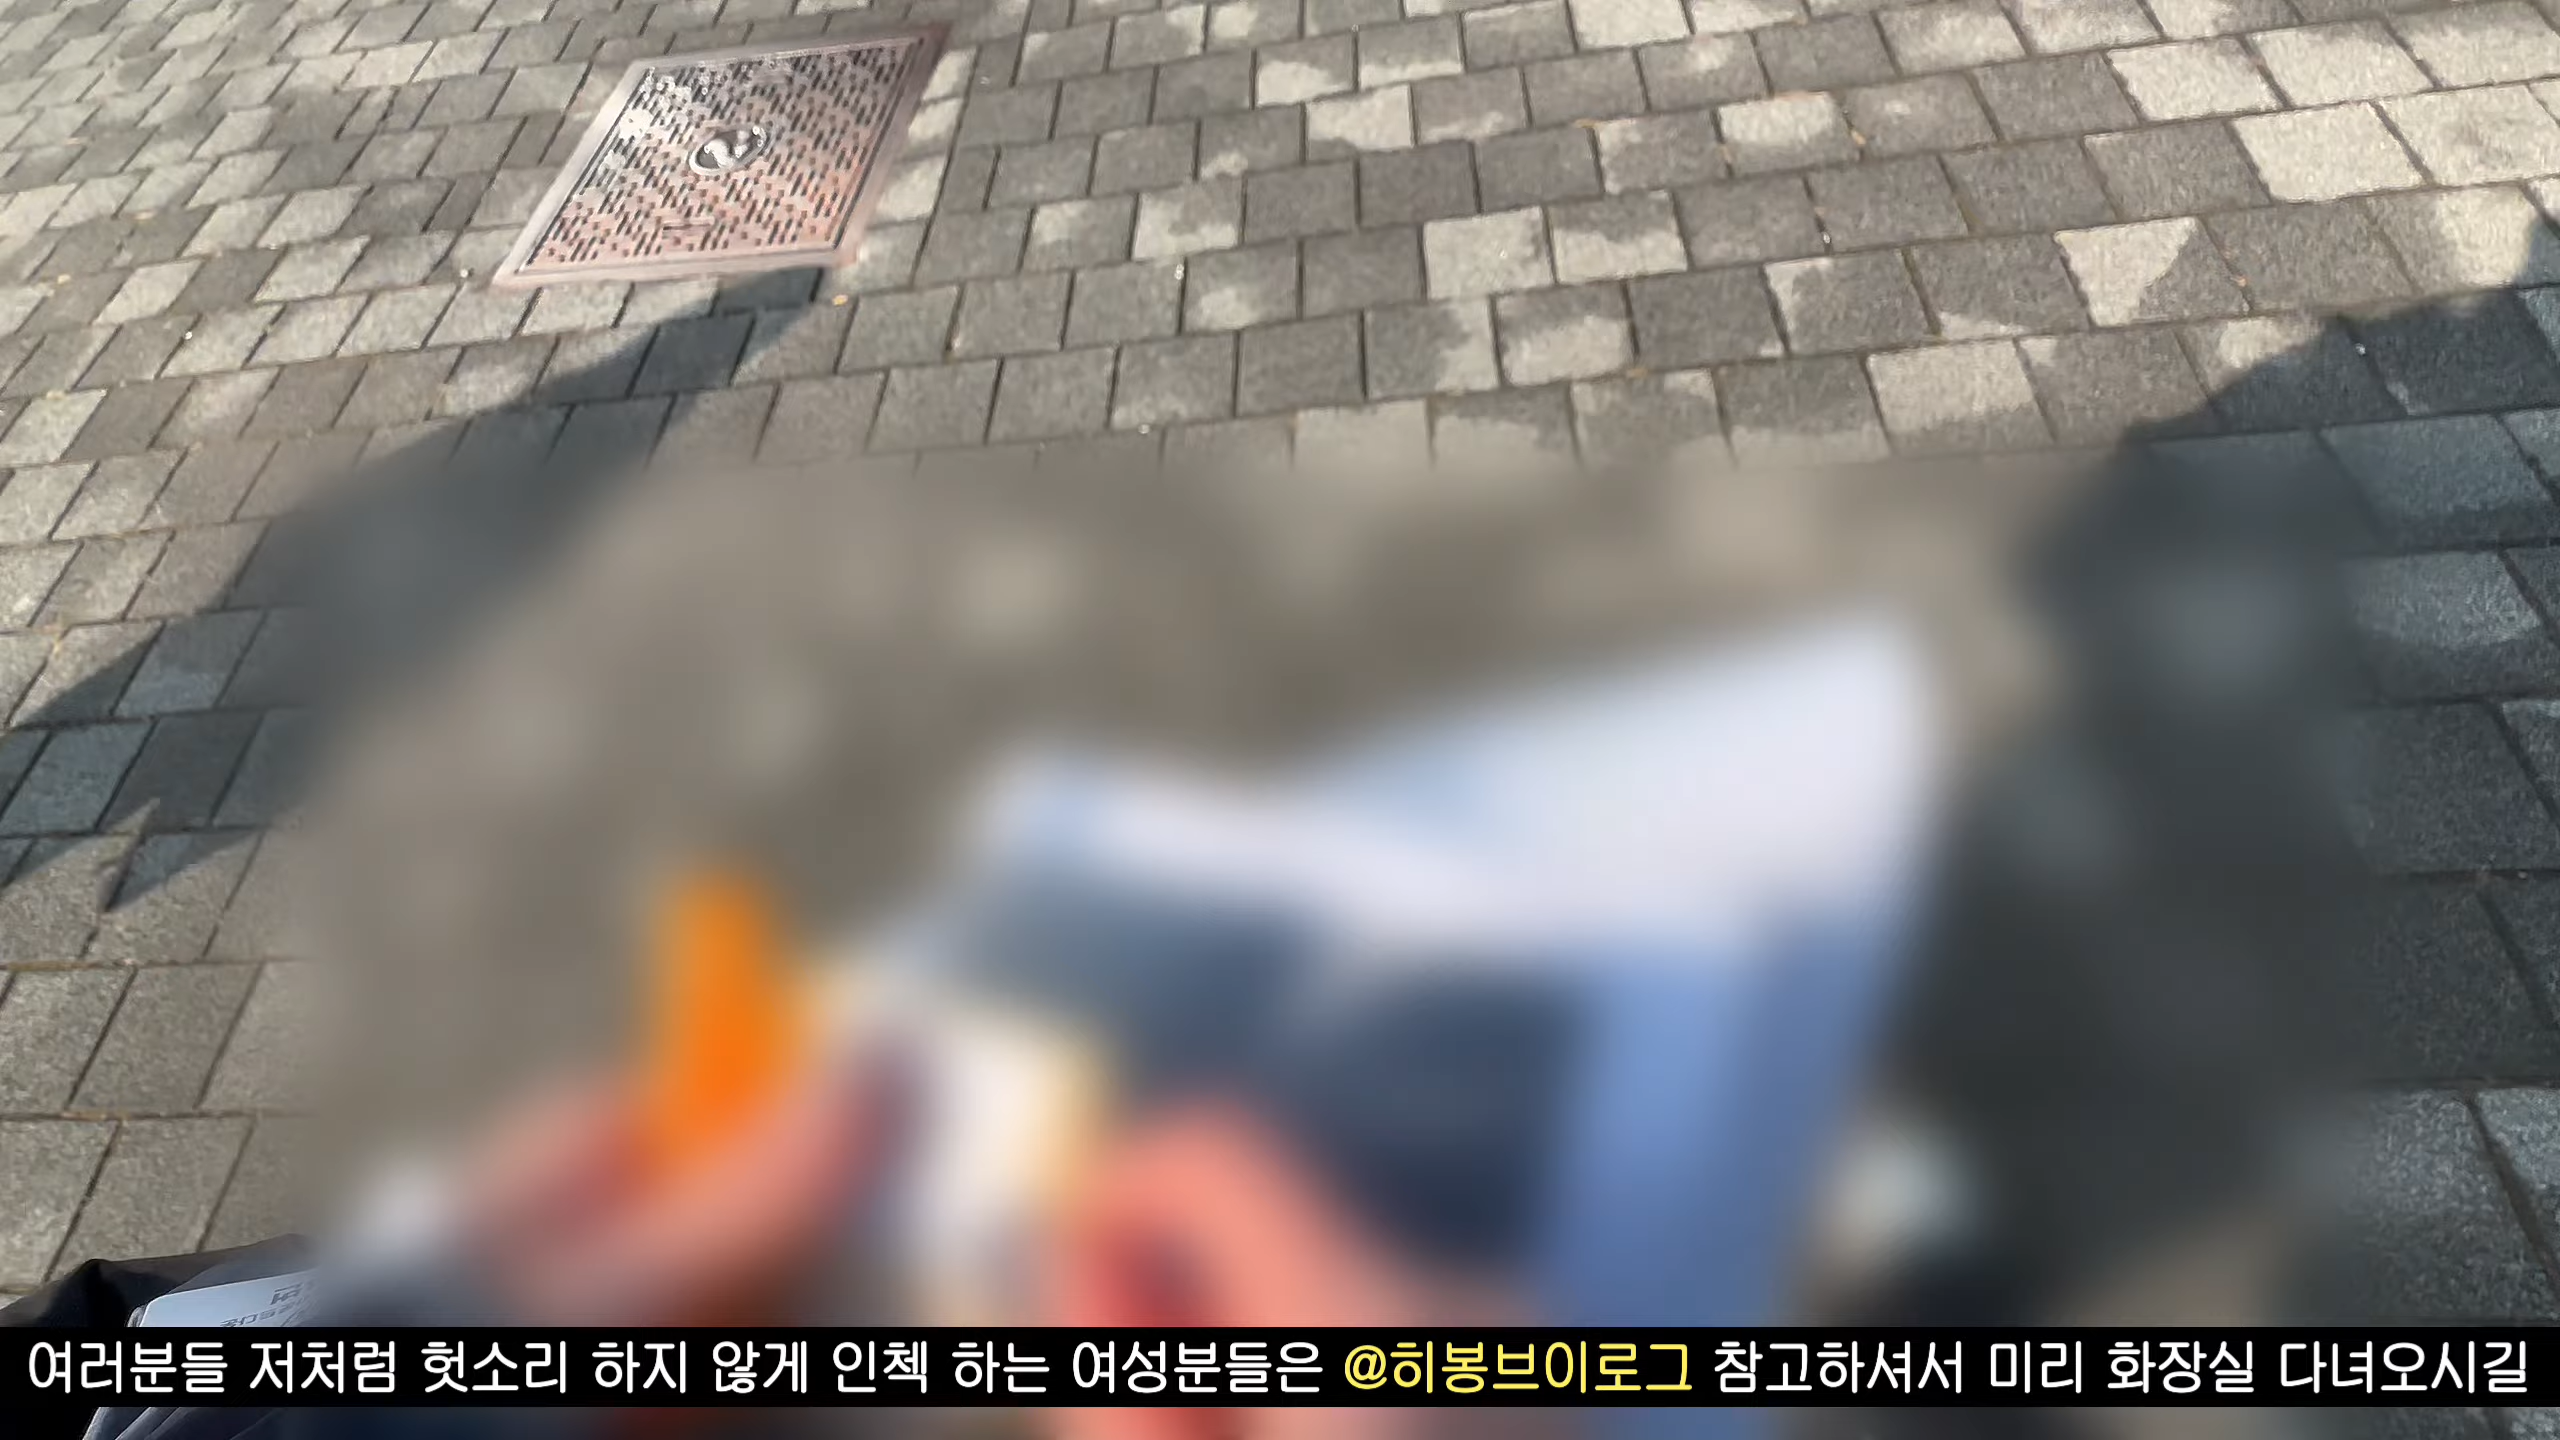 여러분들 저처럼 헛소리 하지 않게 인첵 하는 여성분들은 @히봉브이로그 참고하셔서 미리 화장실 다녀오시길